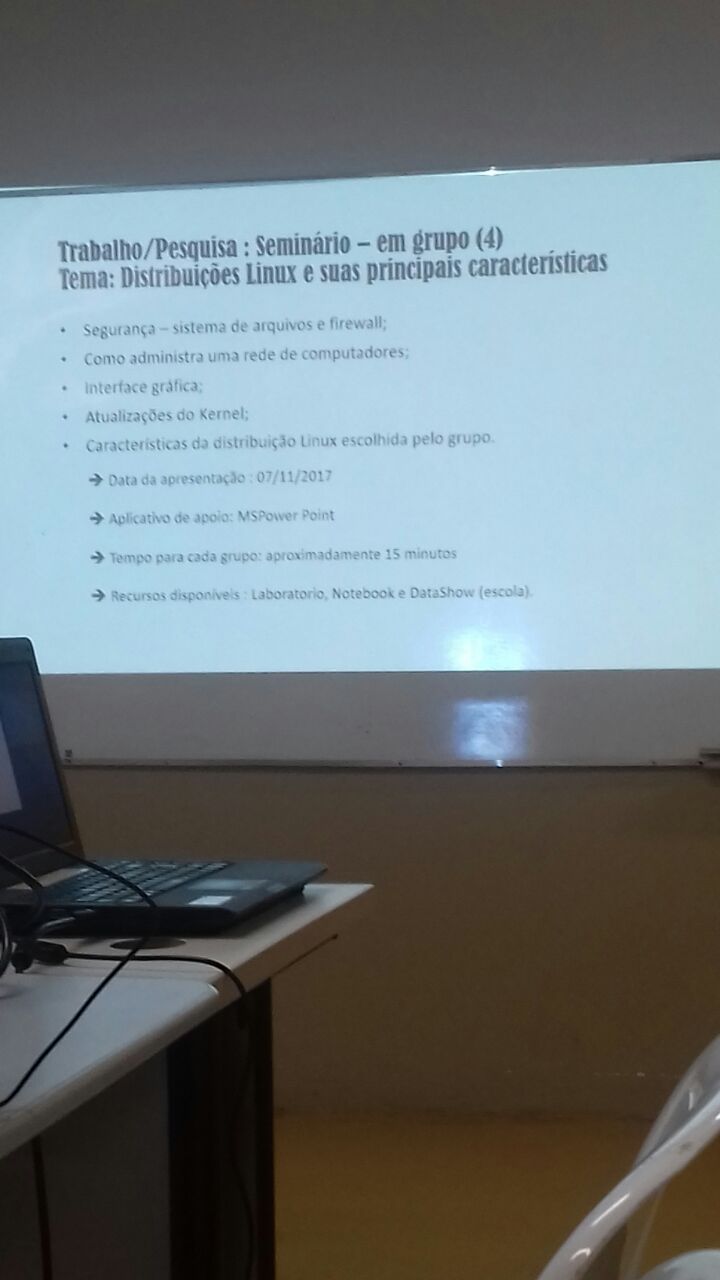 Trabalho/Pesquisa : Seminário – em grupo (4)
Tema: Distribuições Linux e suas principais características
• Segurança – sistema de arquivos e firewall;
• Como administra uma rede de computadores;
• Interface gráfica;
• Atualizações do Kernel;
• Características da distribuição Linux escolhida pelo grupo.
➔ Data da apresentação : 07/11/2017
➔ Aplicativo de apoio: MSPower Point
➔ Tempo para cada grupo: aproximadamente 15 minutos
➔ Recursos disponíveis : Laboratorio, Notebook e DataShow (escola).